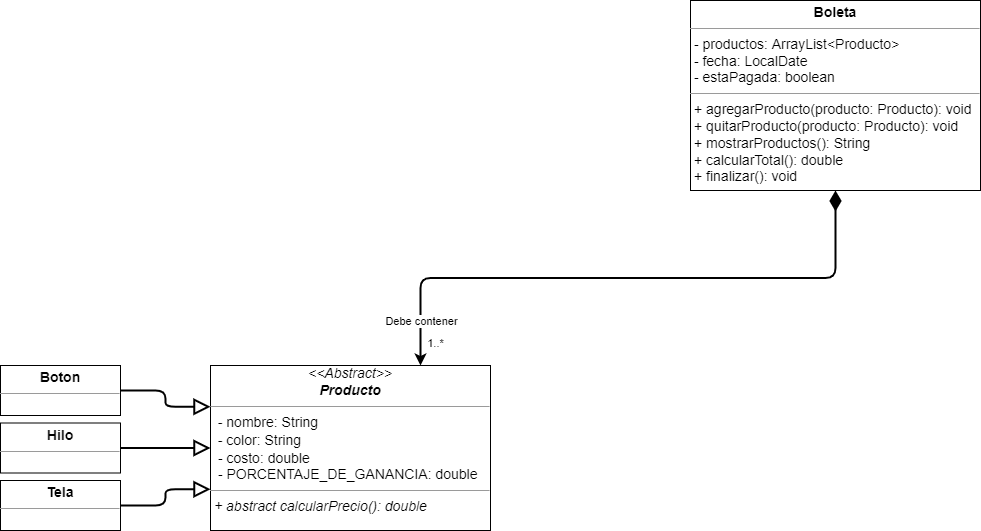 Boleta
- productos: ArrayList<Producto>
- fecha: LocalDate
- estaPagada: boolean
+ agregarProducto(producto: Producto): void
+ quitarProducto(producto: Producto): void
+ mostrarProductos(): String
+ calcularTotal(): double
+ finalizar(): void
Debe contener
1..*
Boton
Hilo
Tela
<<Abstract>>
Producto
- nombre: String
- color: String
- costo: double
- PORCENTAJE_DE_GANANCIA: double
+ abstract calcularPrecio(): double